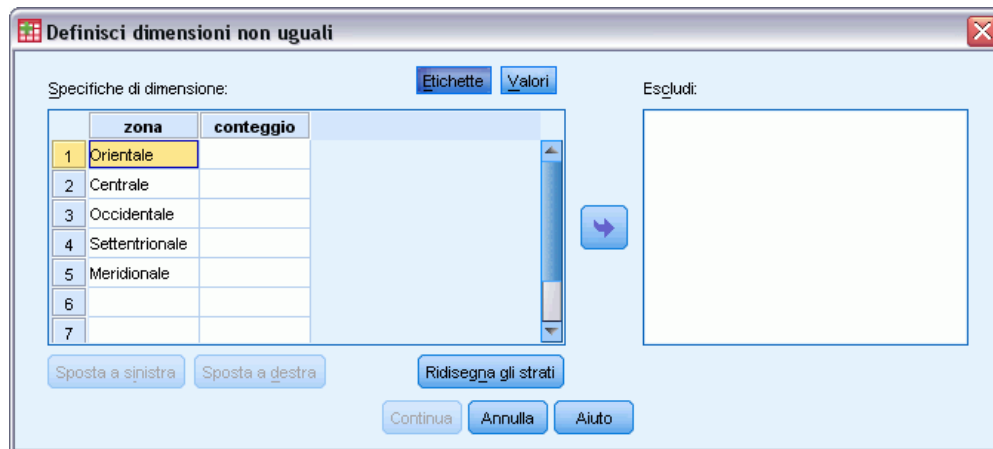 Definisci dimensioni non uguali
Specifiche di dimensione:
Etichette
Valori
Escludi:
zona conteggio
1 Orientale
2 Centrale
3 Occidentale
4 Settentrionale
5 Meridionale
6
7
Sposta a sinistra
Sposta a destra
Ridisegna gli strati
Continua
Annulla
Aiuto